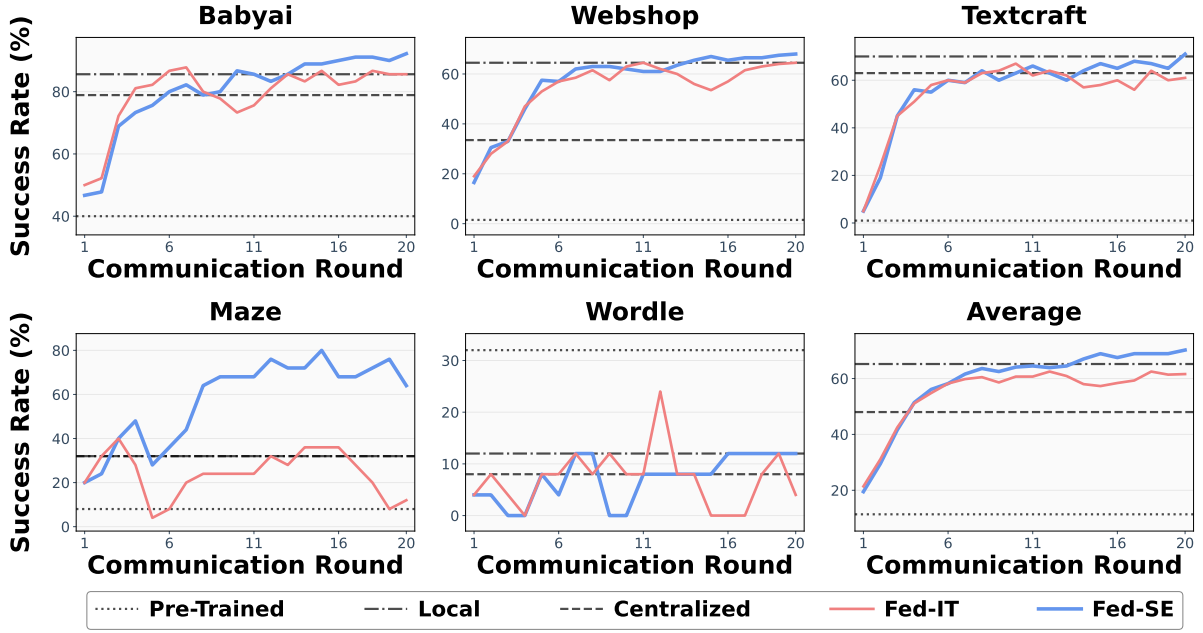 Babyai
Webshop
Textcraft
Success Rate (%)
80
60
40
1 6 11 16 20
Communication Round
60
40
20
0
1 6 11 16 20
Communication Round
60
40
20
0
1 6 11 16 20
Communication Round
Maze
Wordle
Average
Success Rate (%)
80
60
40
20
0
1 6 11 16 20
Communication Round
30
20
10
0
1 6 11 16 20
Communication Round
60
40
20
1 6 11 16 20
Communication Round
Pre-Trained Local Centralized Fed-IT Fed-SE